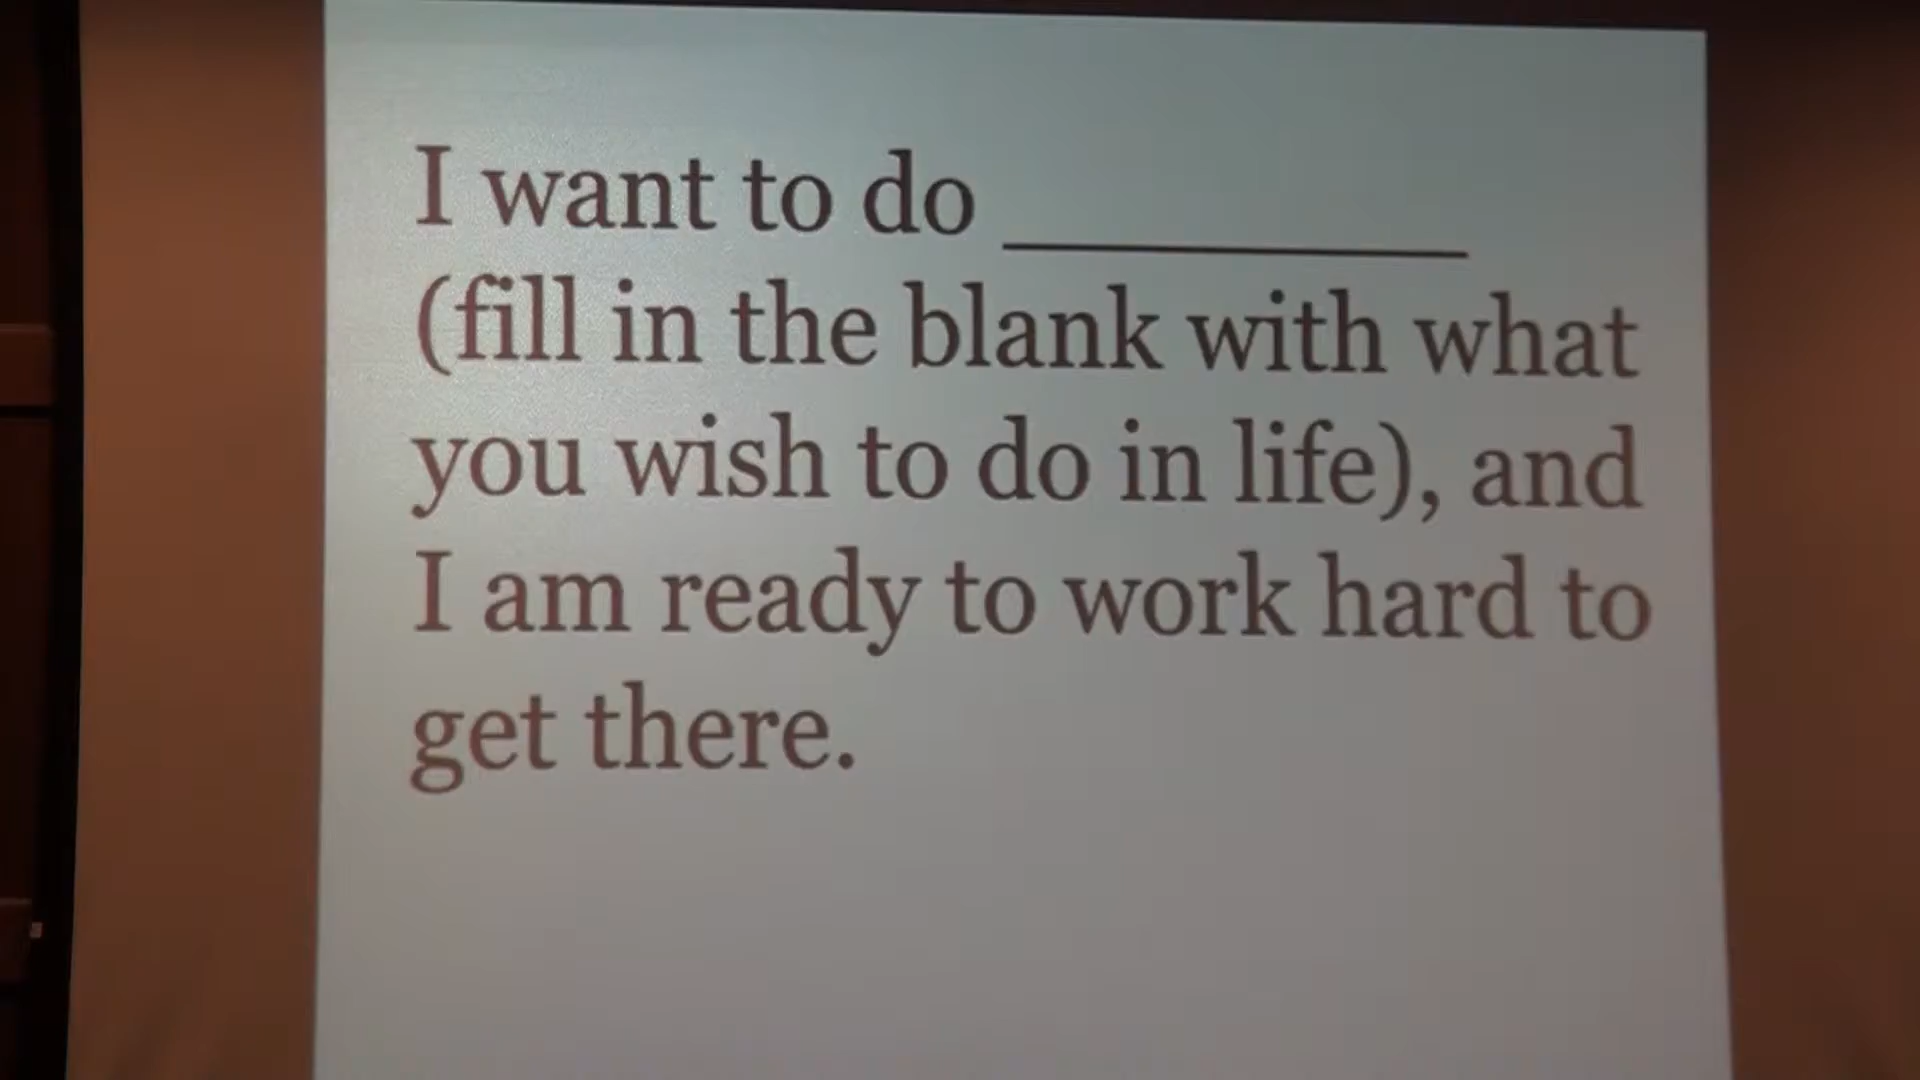 I want to do ____________
(fill in the blank with what
you wish to do in life), and
I am ready to work hard to
get there.